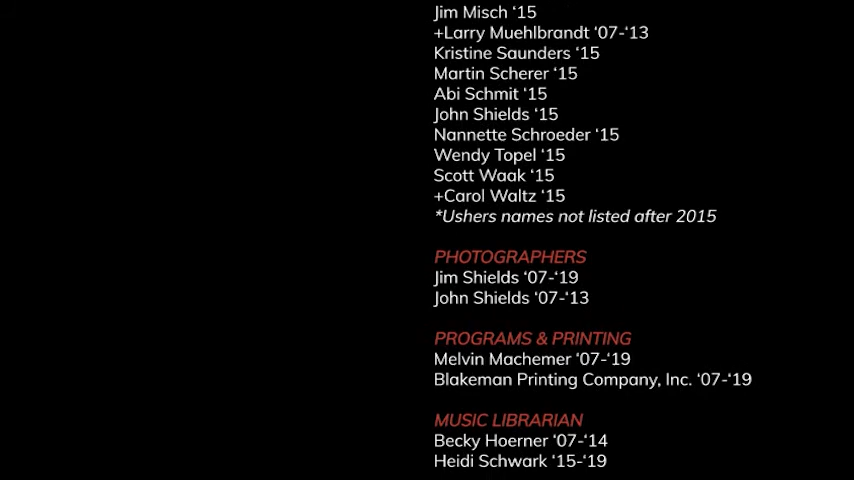 Jim Misch ‘15
+Larry Muehlbrandt ‘07-‘13
Kristine Saunders ‘15
Martin Scherer ‘15
Abi Schmit ‘15
John Shields ‘15
Nannette Schroeder ‘15
Wendy Topel ‘15
Scott Waak ‘15
+Carol Waltz ‘15
*Ushers names not listed after 2015
PHOTOGRAPHERS
Jim Shields ‘07-‘19
John Shields ‘07-‘13
PROGRAMS & PRINTING
Melvin Machemer ‘07-‘19
Blakeman Printing Company, Inc. ‘07-‘19
MUSIC LIBRARIAN
Becky Hoerner ‘07-‘14
Heidi Schwark ‘15-‘19